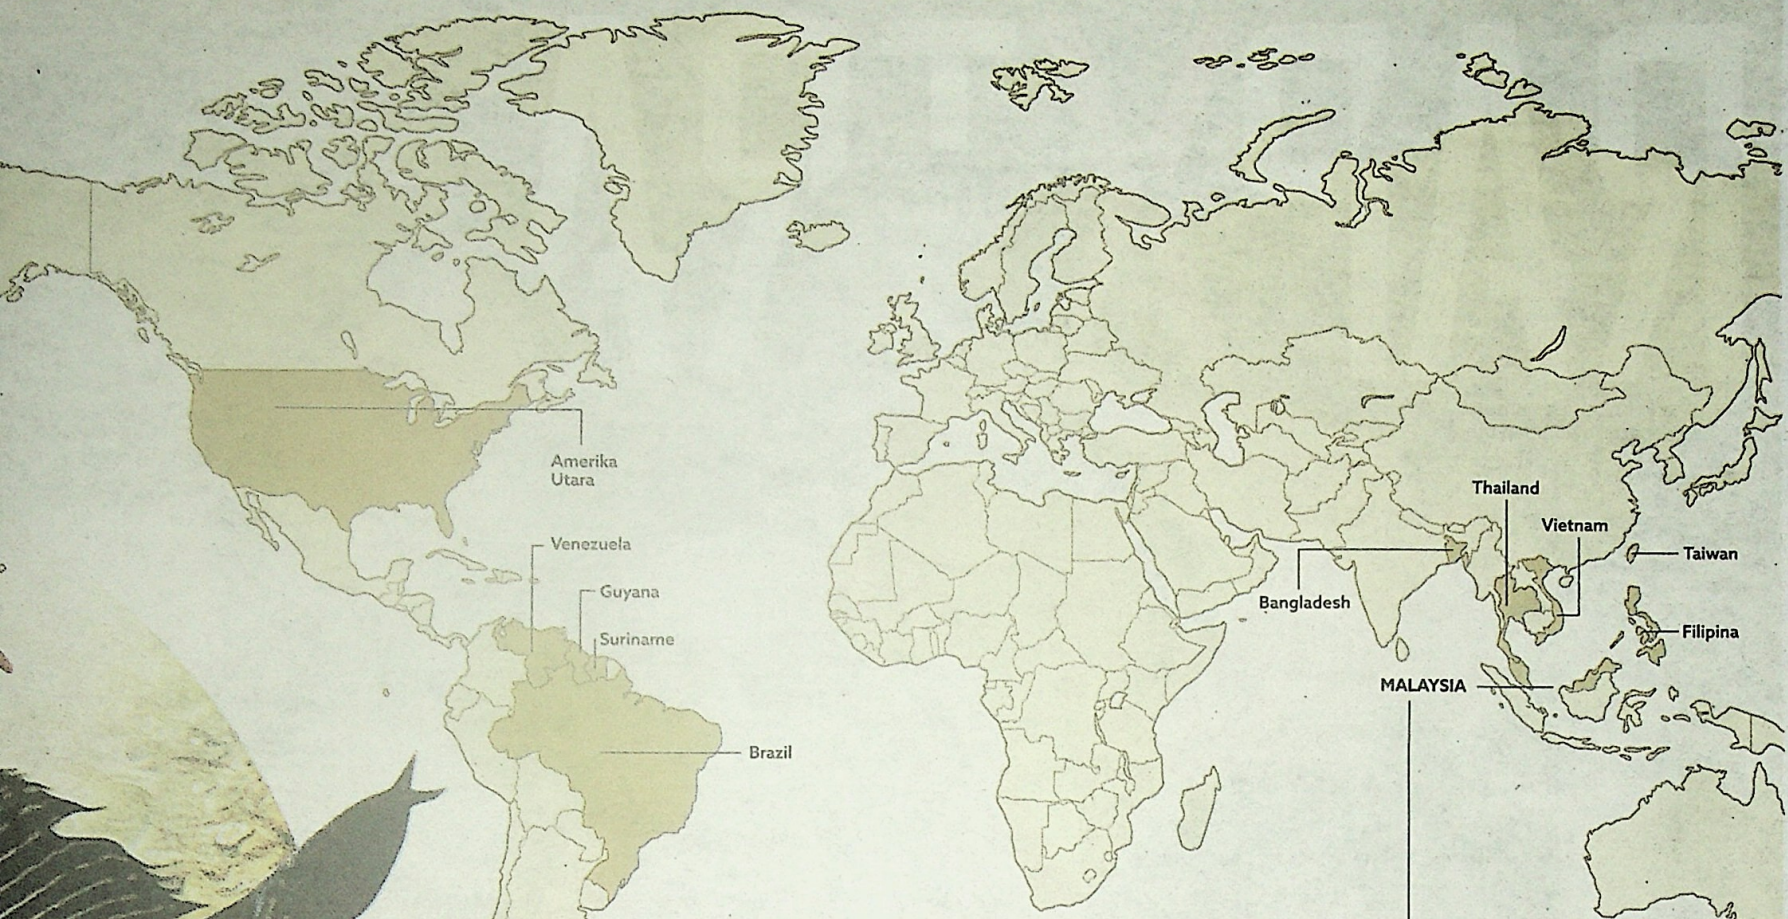 Amerika
Utara
Venezuela
Guyana
Suriname
Brazil
Thailand
Vietnam
Taiwan
Bangladesh
Filipina
MALAYSIA